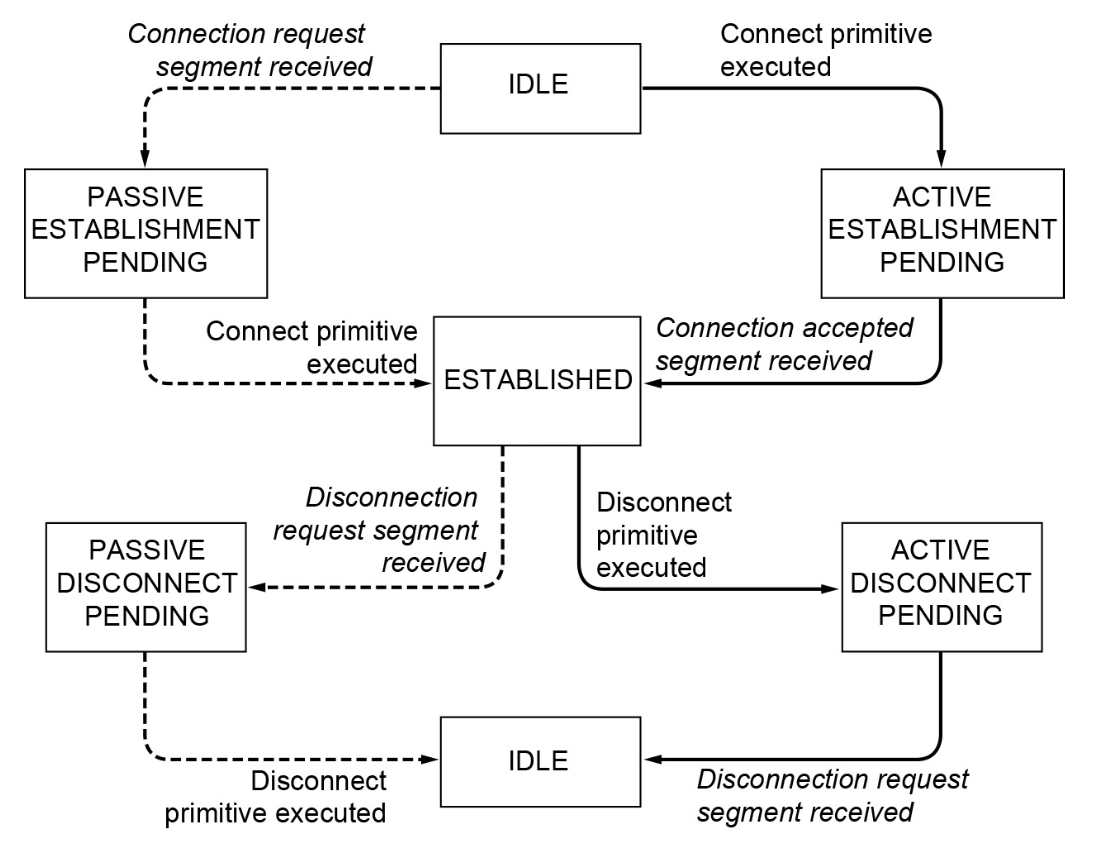 Connection request
segment received
IDLE
Connect primitive
executed
PASSIVE
ESTABLISHMENT
PENDING
ACTIVE
ESTABLISHMENT
PENDING
Connect primitive
executed
ESTABLISHED
Connection accepted
segment received
Disconnection
request segment
received
Disconnect
primitive
executed
PASSIVE
DISCONNECT
PENDING
ACTIVE
DISCONNECT
PENDING
IDLE
Disconnect
primitive executed
Disconnection request
segment received